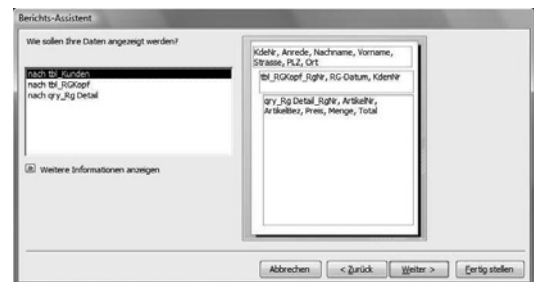 Berichts-Assistent
Wie sollen Ihre Daten angezeigt werden?
nach tbl_Kunden
nach tbl_RGKopf
nach qry_Rg Detail
Weitere Informationen anzeigen
KdeNr, Anrede, Nachname, Vorname,
Strasse, PLZ, Ort
tbl_RGKopf_RgNr, RG-Datum, KdenNr
qry_Rg Detail_RgNr, ArtikelNr,
ArtikelBez, Preis, Menge, Total
Abbrechen
< Zurück
Weiter >
Fertig stellen